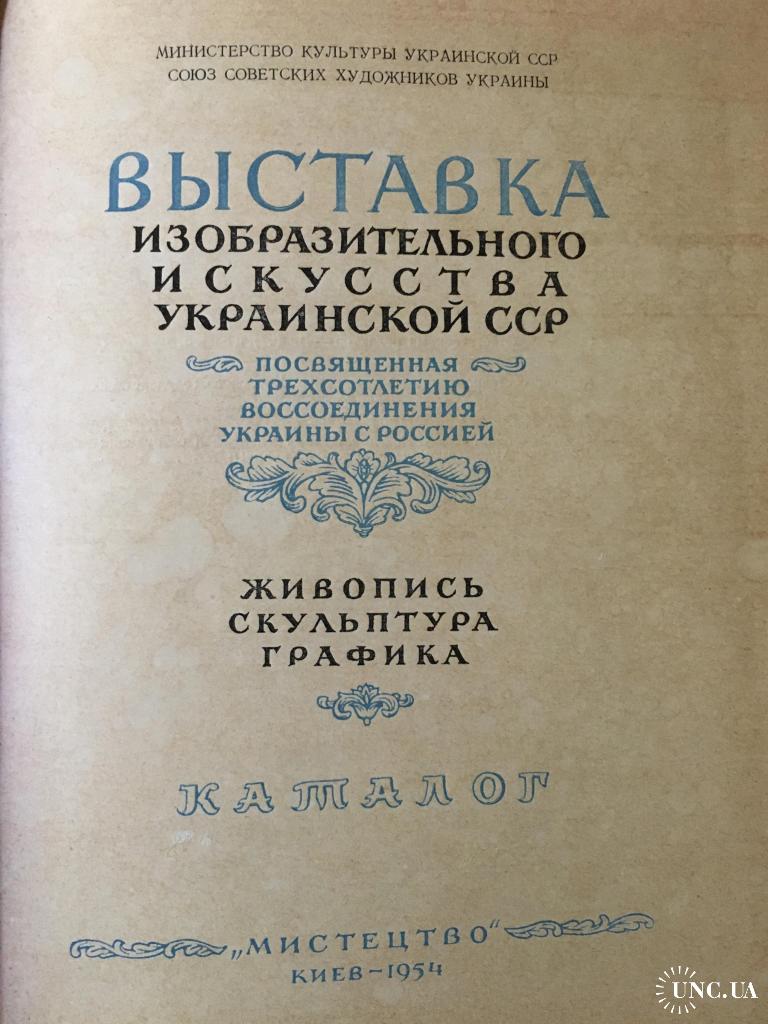 МИНИСТЕРСТВО КУЛЬТУРЫ УКРАИНСКОЙ ССР
СОЮЗ СОВЕТСКИХ ХУДОЖНИКОВ УКРАИНЫ
ВЫСТАВКА
ИЗОБРАЗИТЕЛЬНОГО
ИСКУССТВА
УКРАИНСКОЙ ССР
ПОСВЯЩЕННАЯ
ТРЕХСОТЛЕТИЮ
ВОССОЕДИНЕНИЯ
УКРАИНЫ С РОССИЕЙ
ЖИВОПИСЬ
СКУЛЬПТУРА
ГРАФИКА
КАТАЛОГ
„МИСТЕЦТВО“
КИЕВ—1954
UNC.UA